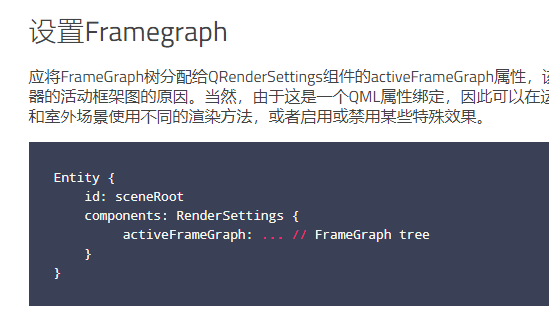 设置Framegraph
应将FrameGraph树分配给QRenderSettings组件的activeFrameGraph属性，该
器的活动框架图的原因。当然，由于这是一个QML属性绑定，因此可以在运
和室外场景使用不同的渲染方法，或者启用或禁用某些特殊效果。
Entity {
    id: sceneRoot
    components: RenderSettings {
         activeFrameGraph: ... // FrameGraph tree
    }
}